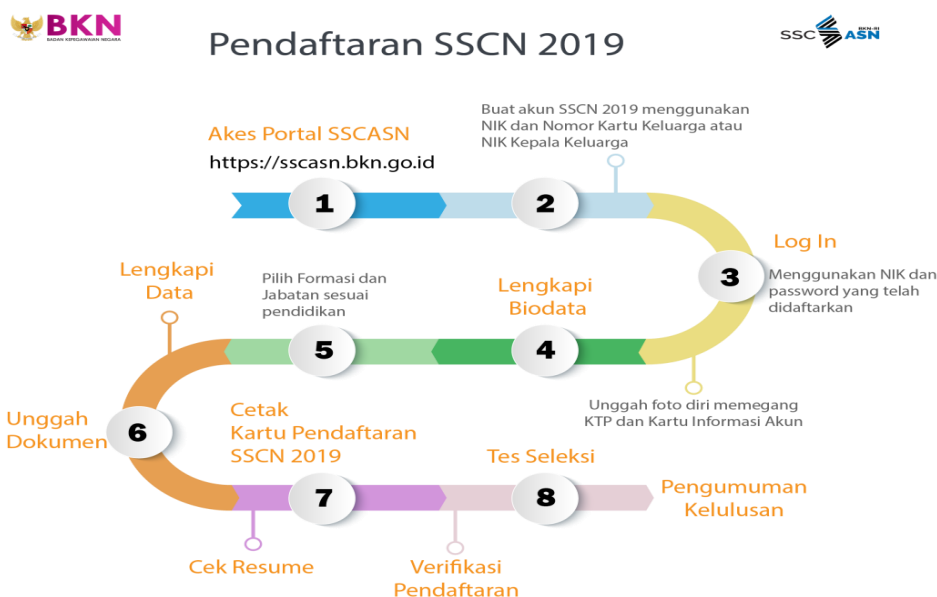 BKN
BADAN KEPEGAWAIAN NEGARA
Pendaftaran SSCN 2019
BKN-RI
SSC ASN
Akes Portal SSCASN
https://sscasn.bkn.go.id
1
Buat akun SSCN 2019 menggunakan
NIK dan Nomor Kartu Keluarga atau
NIK Kepala Keluarga
2
Log In
3
Menggunakan NIK dan
password yang telah
didaftarkan
Unggah foto diri memegang
KTP dan Kartu Informasi Akun
Lengkapi
Biodata
4
Pilih Formasi dan
Jabatan sesuai
pendidikan
5
Lengkapi
Data
Unggah
Dokumen
6
Cetak
Kartu Pendaftaran
SSCN 2019
7
Cek Resume
Verifikasi
Pendaftaran
Tes Seleksi
8
Pengumuman
Kelulusan